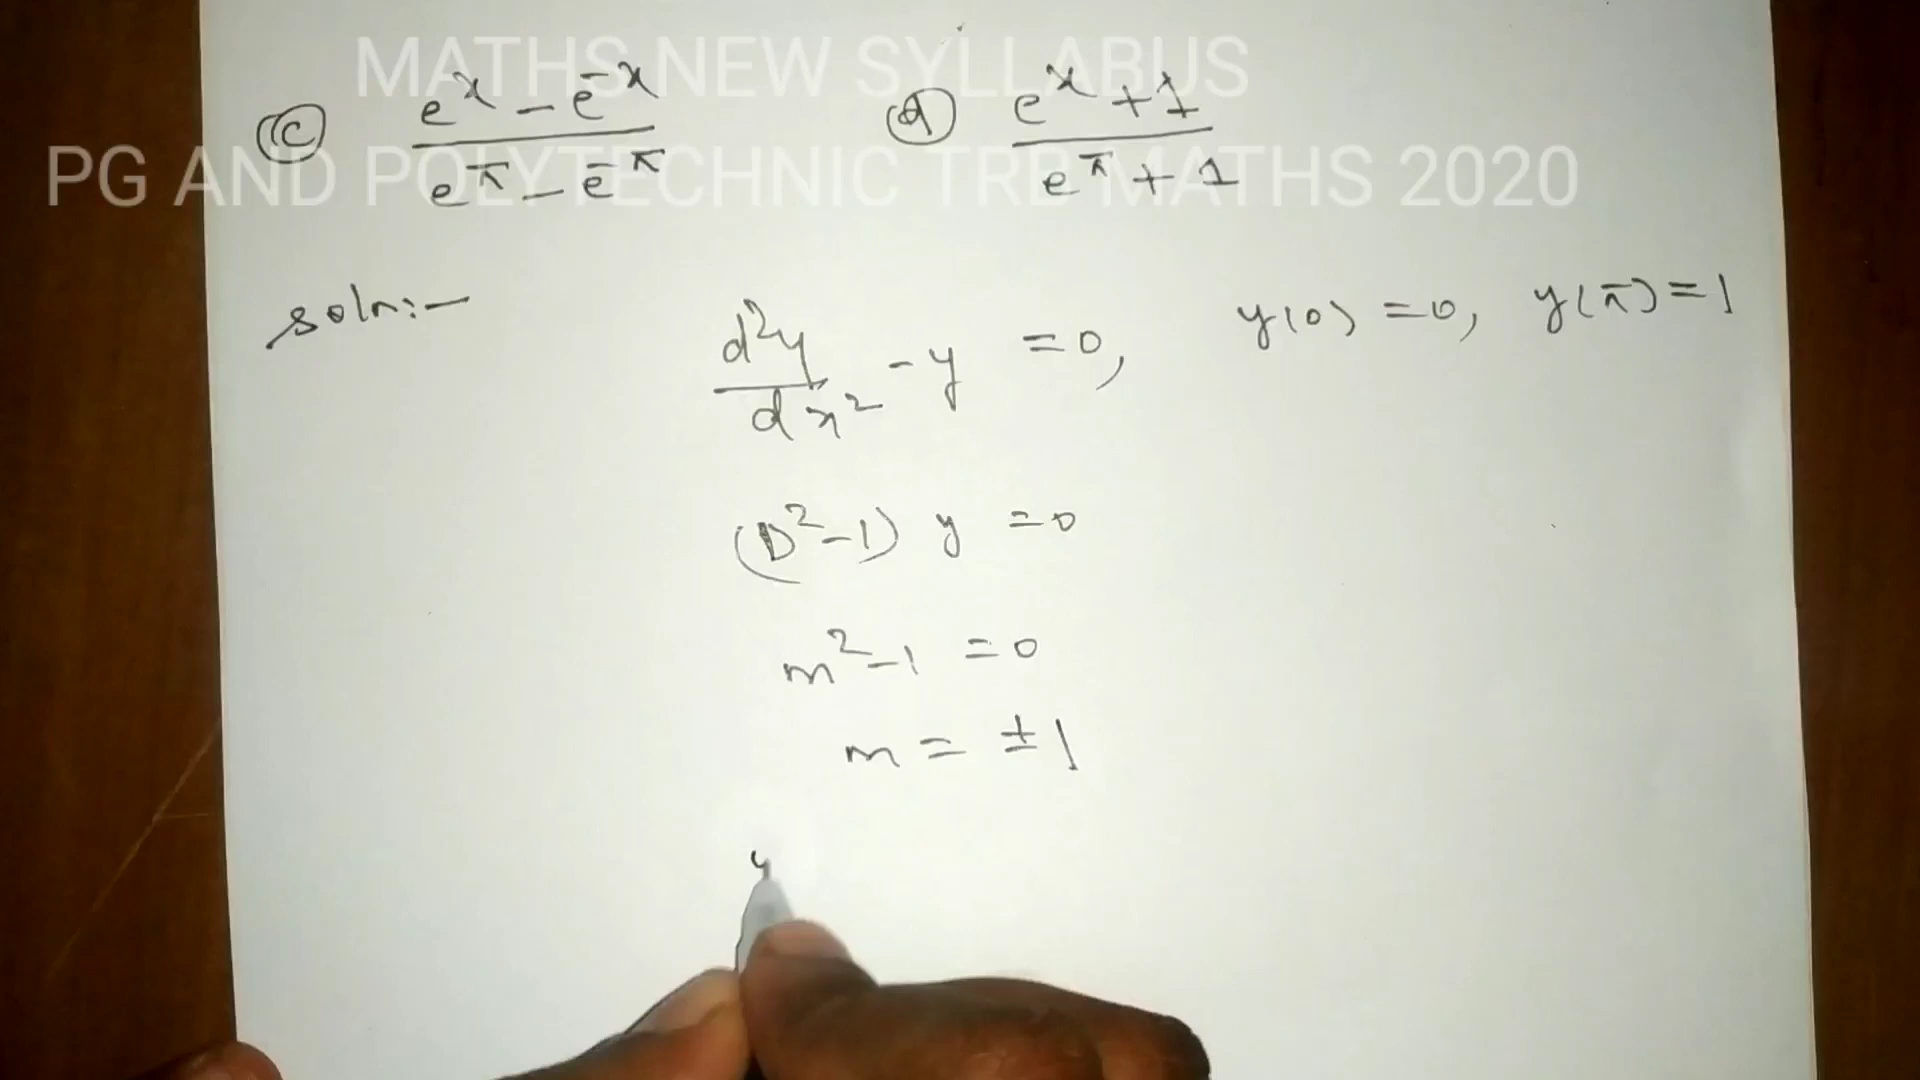 MATHS NEW SYLLABUS
PG AND POLYTECHNIC TRB MATHS 2020
(c) (e^x - e^-x)/(e^π - e^-π) (d) (e^x + 1)/(e^π + 1)
soln:- d²y/dx² - y = 0, y(0) = 0, y(π) = 1
(D² - 1) y = 0
m² - 1 = 0
m = ± 1
y